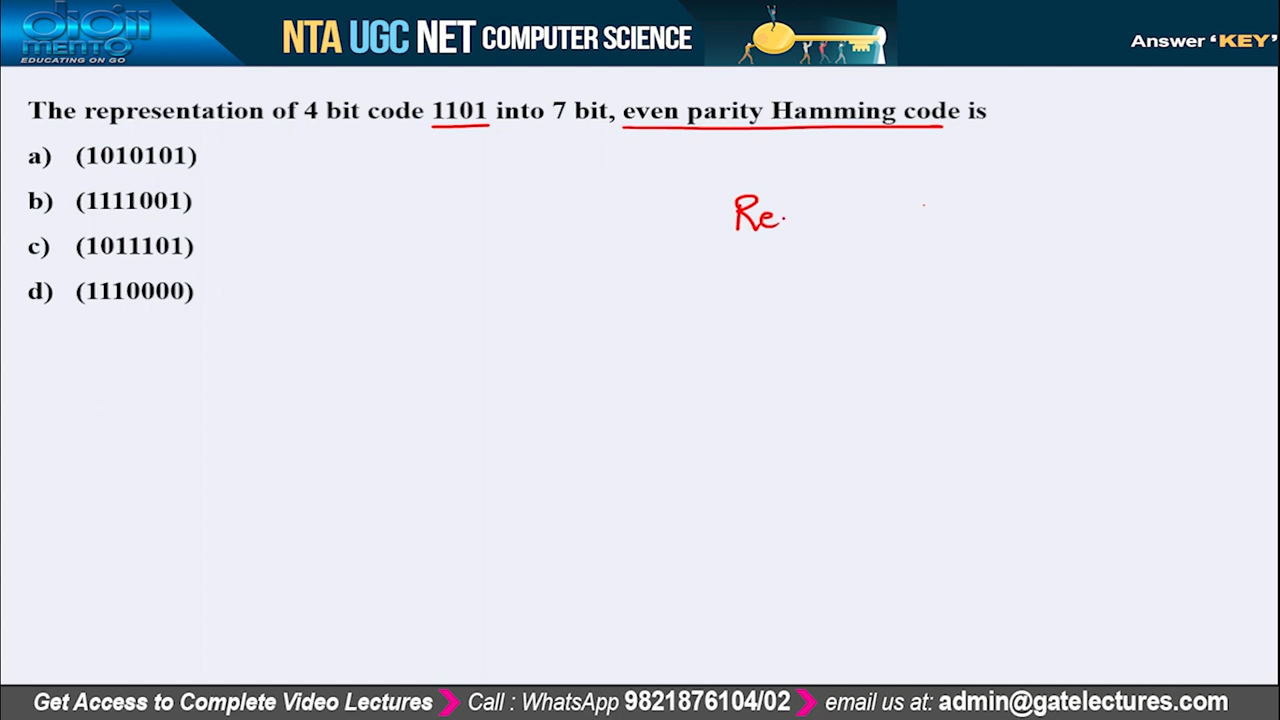 didii
MENTO
EDUCATING ON GO
NTA UGC NET COMPUTER SCIENCE
Answer ‘KEY’
The representation of 4 bit code 1101 into 7 bit, even parity Hamming code is
a) (1010101)
b) (1111001)
c) (1011101)
d) (1110000)
Re
Get Access to Complete Video Lectures Call : WhatsApp 9821876104/02 email us at: admin@gatelectures.com